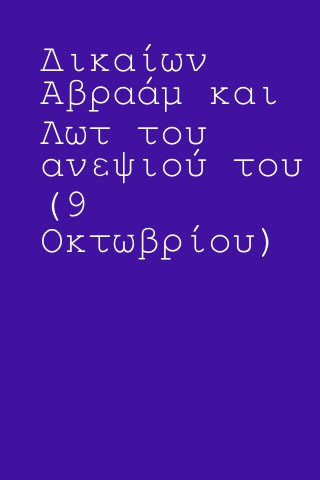 Δικαίων
Αβραάμ και
Λωτ του
ανεψιού του
(9
Οκτωβρίου)